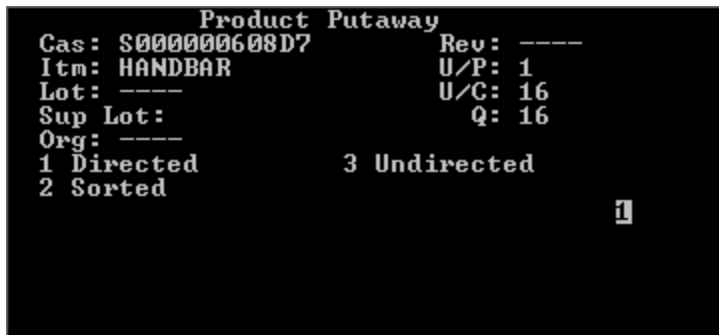 Product Putaway
Cas: S000000608D7 Rev: ----
Itm: HANDBAR U/P: 1
Lot: ---- U/C: 16
Sup Lot: Q: 16
Org: ----
1 Directed 3 Undirected
2 Sorted
1